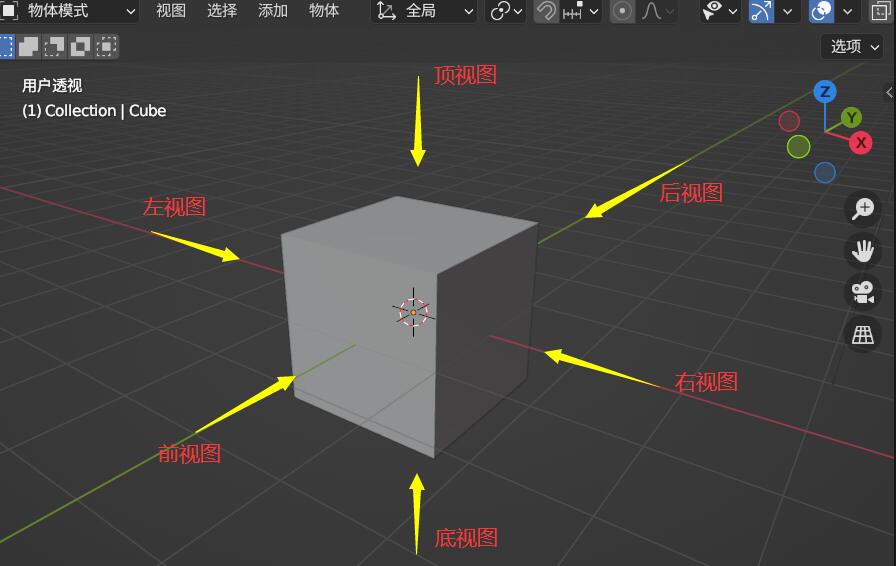 物体模式 视图 选择 添加 物体 全局
选项
用户透视
(1) Collection | Cube
顶视图
Z
Y
X
后视图
左视图
右视图
前视图
底视图